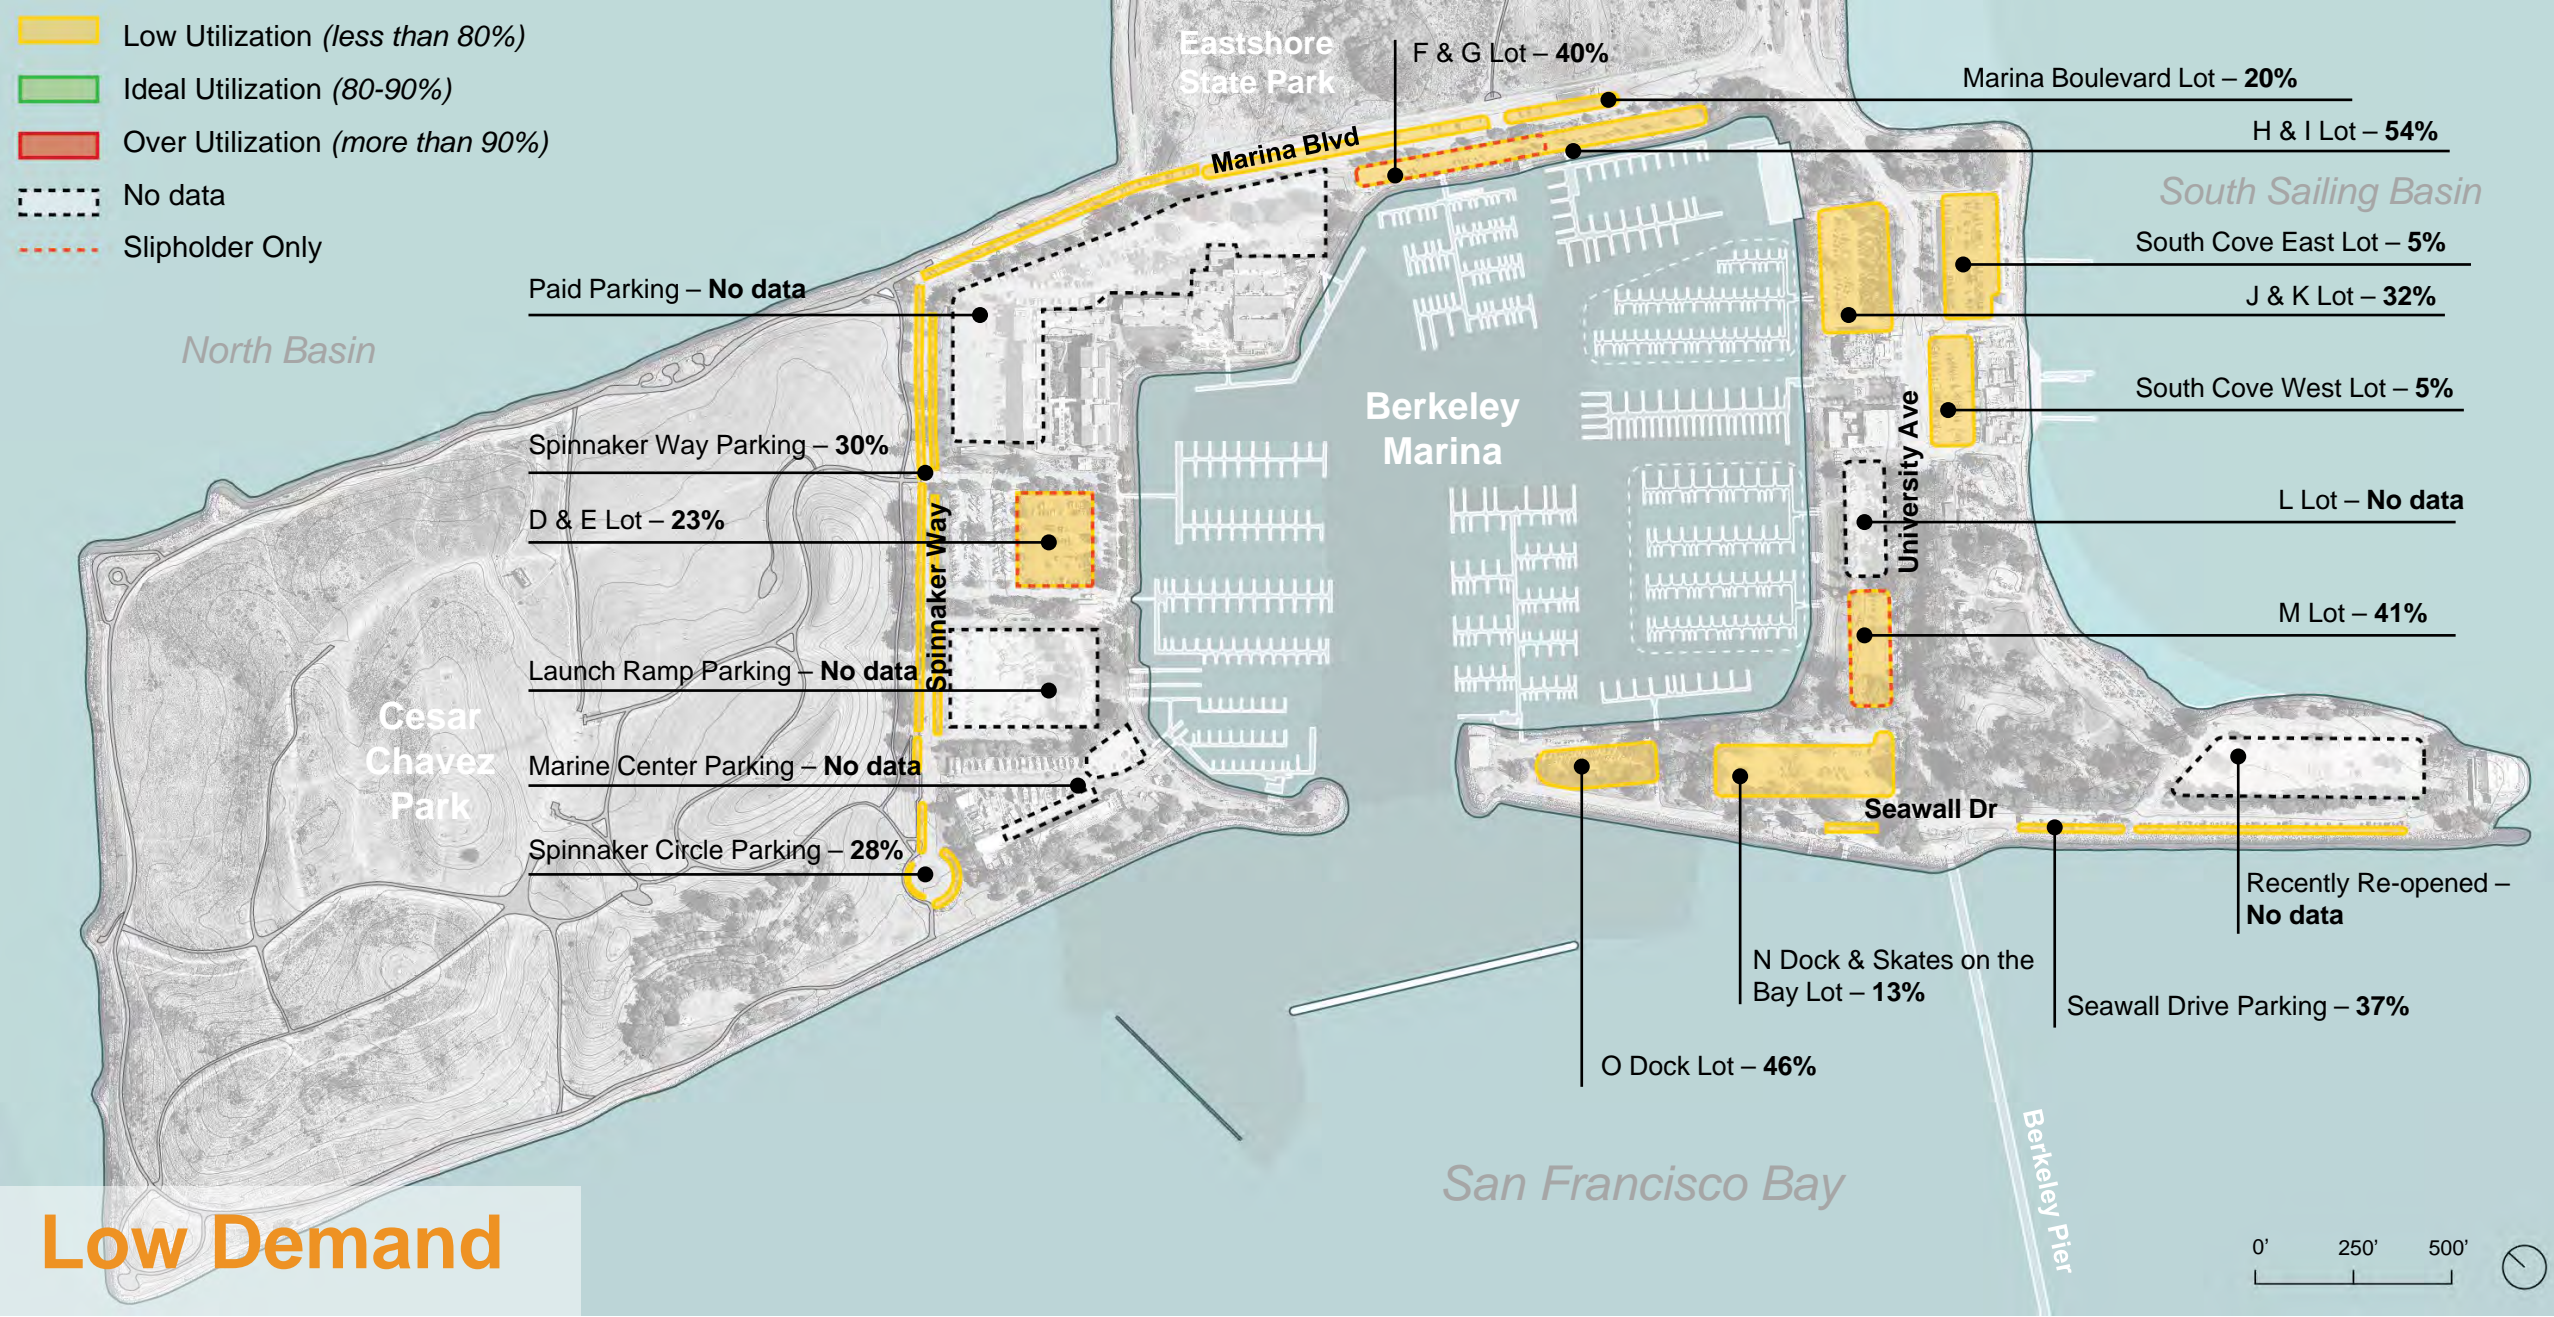 Low Utilization (less than 80%)
Ideal Utilization (80-90%)
Over Utilization (more than 90%)
No data
Slipholder Only
Eastshore
State Park
F & G Lot – 40%
Marina Boulevard Lot – 20%
H & I Lot – 54%
Marina Blvd
South Sailing Basin
South Cove East Lot – 5%
J & K Lot – 32%
Paid Parking – No data
North Basin
South Cove West Lot – 5%
Berkeley
Marina
University Ave
Spinnaker Way Parking – 30%
D & E Lot – 23%
Spinnaker Way
L Lot – No data
M Lot – 41%
Launch Ramp Parking – No data
Cesar
Chavez
Park
Marine Center Parking – No data
Spinnaker Circle Parking – 28%
Seawall Dr
Recently Re-opened –
No data
N Dock & Skates on the
Bay Lot – 13%
Seawall Drive Parking – 37%
O Dock Lot – 46%
San Francisco Bay
Berkeley Pier
Low Demand
0' 250' 500'